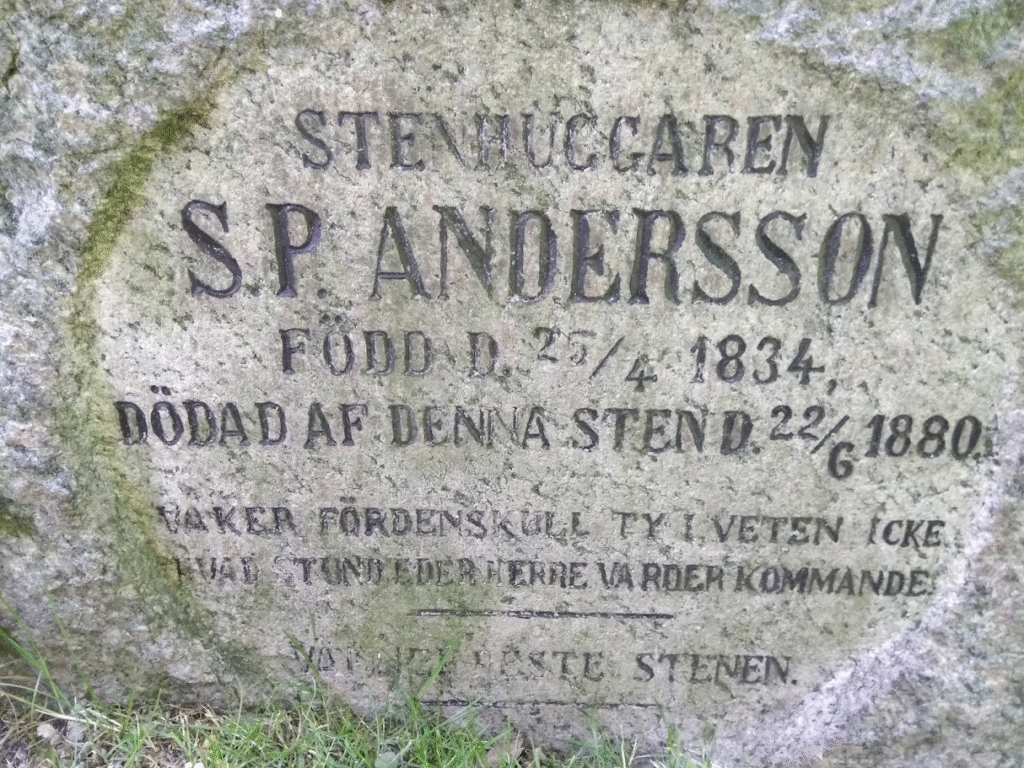 STENHUGGAREN
S.P. ANDERSSON
FÖDD D. 25/4 1834,
DÖDAD AF DENNA STEN D. 22/6 1880.
VAKER FÖRDENSKULL TY I VETEN ICKE
HVAD STUND EDER HERRE VARDER KOMMANDE.
STENEN.